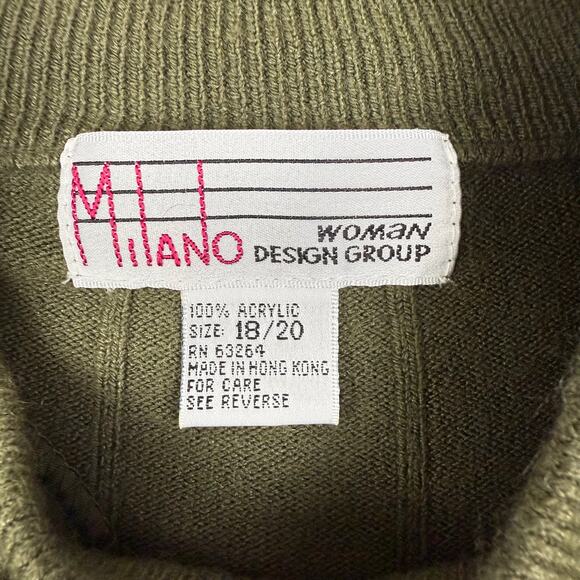 MILANO
WOMAN
DESIGN GROUP
100% ACRYLIC
SIZE: 18/20
RN 63264
MADE IN HONG KONG
FOR CARE
SEE REVERSE